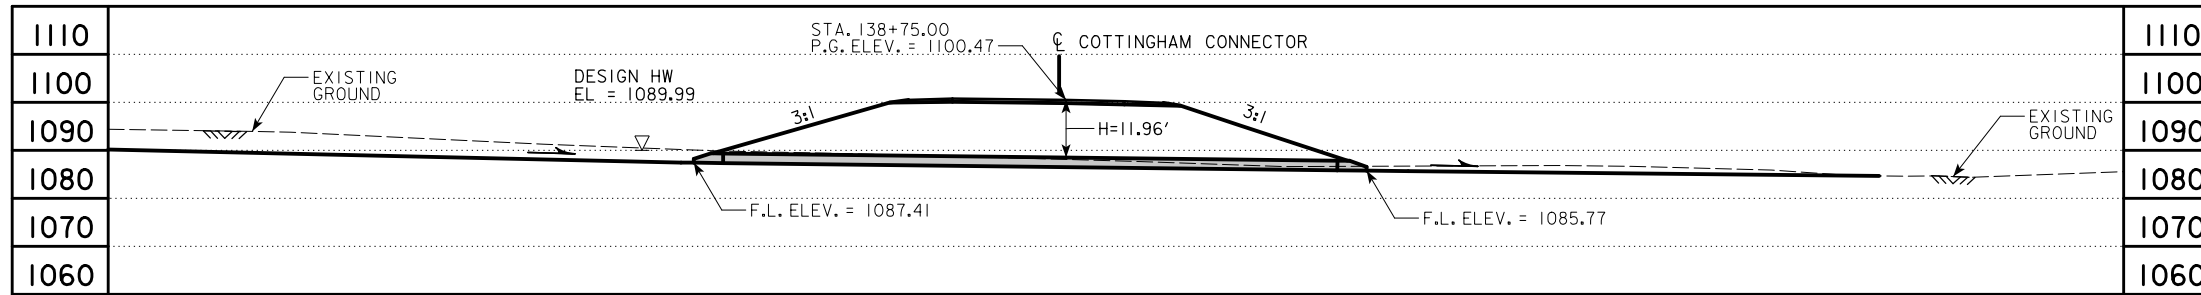 1110
1100
1090
1080
1070
1060
EXISTING
GROUND
DESIGN HW
EL = 1089.99
STA. 138+75.00
P.G. ELEV. = 1100.47
℄ COTTINGHAM CONNECTOR
3:1
H=11.96'
3:1
F.L. ELEV. = 1087.41
F.L. ELEV. = 1085.77
EXISTING
GROUND
1110
1100
1090
1080
1070
1060